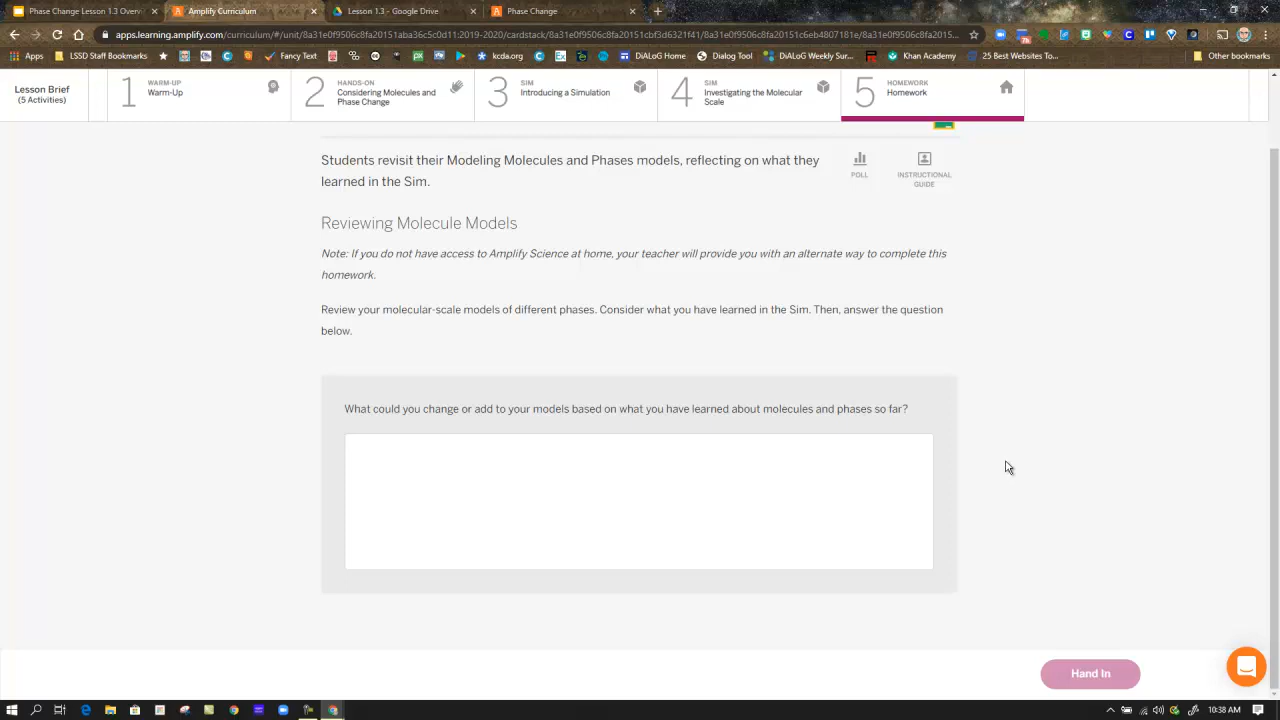 Phase Change Lesson 1.3 Overv
Amplify Curriculum
Lesson 1.3 - Google Drive
Phase Change
apps.learning.amplify.com/curriculum/#/unit/8a31e0f9506c8fa20151aba36c5c0d11:2019-2020/cardstack/8a31e0f9506c8fa20151cbf3d6321f41/8a31e0f9506c8fa20151c6eb4807181e/8a31e0f9506c8fa2015...
Apps
LSSD Staff Bookmarks
Fanschool
kcda.org
DiALoG Home
Dialog Tool
DiALoG Weekly Sur...
Khan Academy
25 Best Websites To...
Other bookmarks
Lesson Brief
(5 Activities)
1
WARM-UP
Warm-Up
2
HANDS-ON
Considering Molecules and
Phase Change
3
SIM
Introducing a Simulation
4
SIM
Investigating the Molecular
Scale
5
HOMEWORK
Homework
Students revisit their Modeling Molecules and Phases models, reflecting on what they
learned in the Sim.
POLL
INSTRUCTIONAL
GUIDE
Reviewing Molecule Models
Note: If you do not have access to Amplify Science at home, your teacher will provide you with an alternate way to complete this
homework.
Review your molecular-scale models of different phases. Consider what you have learned in the Sim. Then, answer the question
below.
What could you change or add to your models based on what you have learned about molecules and phases so far?
Hand In
10:38 AM